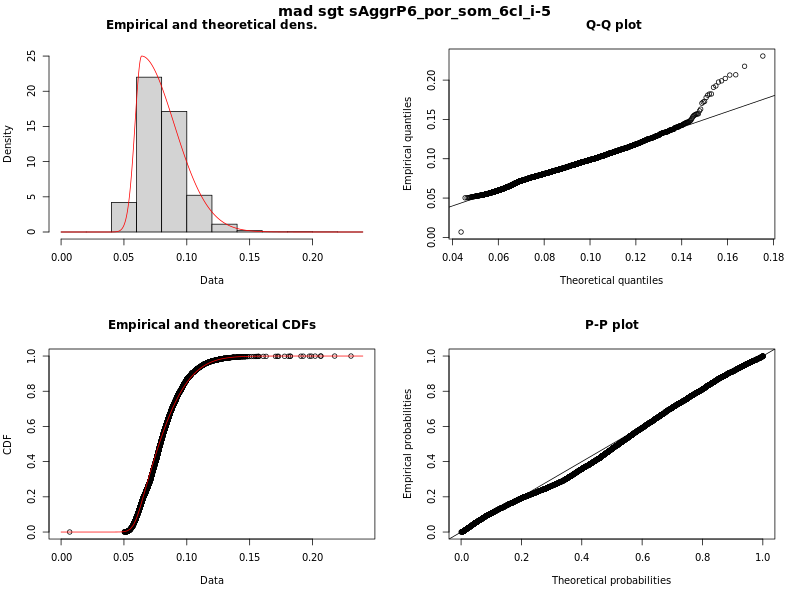 mad sgt sAggrP6_por_som_6cl_i-5
Empirical and theoretical dens.
Density
0 5 10 15 20 25
0.00 0.05 0.10 0.15 0.20
Data
Q-Q plot
Empirical quantiles
0.00 0.05 0.10 0.15 0.20
0.04 0.06 0.08 0.10 0.12 0.14 0.16 0.18
Theoretical quantiles
Empirical and theoretical CDFs
CDF
0.0 0.2 0.4 0.6 0.8 1.0
0.00 0.05 0.10 0.15 0.20
Data
P-P plot
Empirical probabilities
0.0 0.2 0.4 0.6 0.8 1.0
0.0 0.2 0.4 0.6 0.8 1.0
Theoretical probabilities